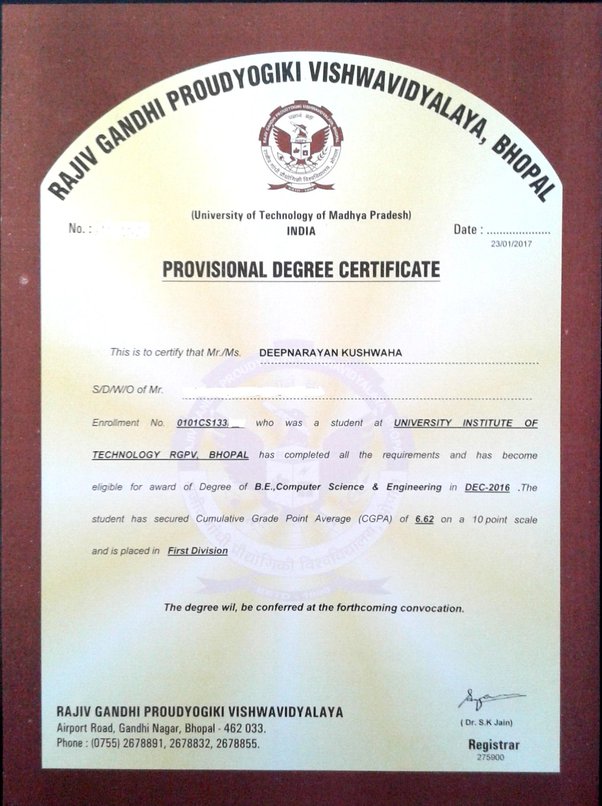 RAJIV GANDHI PROUDYOGIKI VISHWAVIDYALAYA, BHOPAL
(University of Technology of Madhya Pradesh)
INDIA
No. :
Date : ....................
23/01/2017
PROVISIONAL DEGREE CERTIFICATE
This is to certify that Mr./Ms. DEEPNARAYAN KUSHWAHA
S/D/W/O of Mr.
Enrollment No. 0101CS133 who was a student at UNIVERSITY INSTITUTE OF
TECHNOLOGY RGPV, BHOPAL has completed all the requirements and has become
eligible for award of Degree of B.E.,Computer Science & Engineering in DEC-2016 .The
student has secured Cumulative Grade Point Average (CGPA) of 6.62 on a 10 point scale
and is placed in First Division
The degree wil, be conferred at the forthcoming convocation.
RAJIV GANDHI PROUDYOGIKI VISHWAVIDYALAYA
Airport Road, Gandhi Nagar, Bhopal - 462 033.
Phone : (0755) 2678891, 2678832, 2678855.
( Dr. S.K Jain)
Registrar
275900